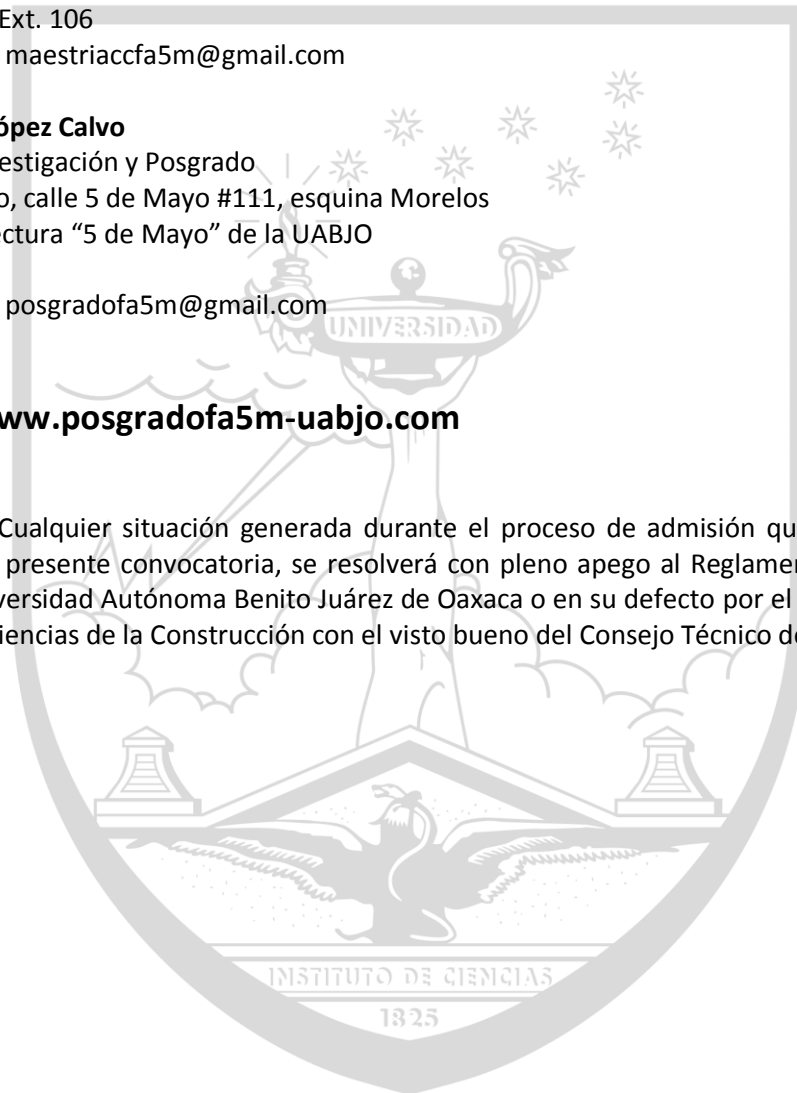 Ext. 106
maestriaccfa5m@gmail.com
ópez Calvo
estigación y Posgrado
o, calle 5 de Mayo #111, esquina Morelos
ectura “5 de Mayo” de la UABJO
posgradofa5m@gmail.com
UNIVERSIDAD
ww.posgradofa5m-uabjo.com
Cualquier situación generada durante el proceso de admisión qu
presente convocatoria, se resolverá con pleno apego al Reglamen
versidad Autónoma Benito Juárez de Oaxaca o en su defecto por el
iencias de la Construcción con el visto bueno del Consejo Técnico de
INSTITUTO DE CIENCIAS
1825